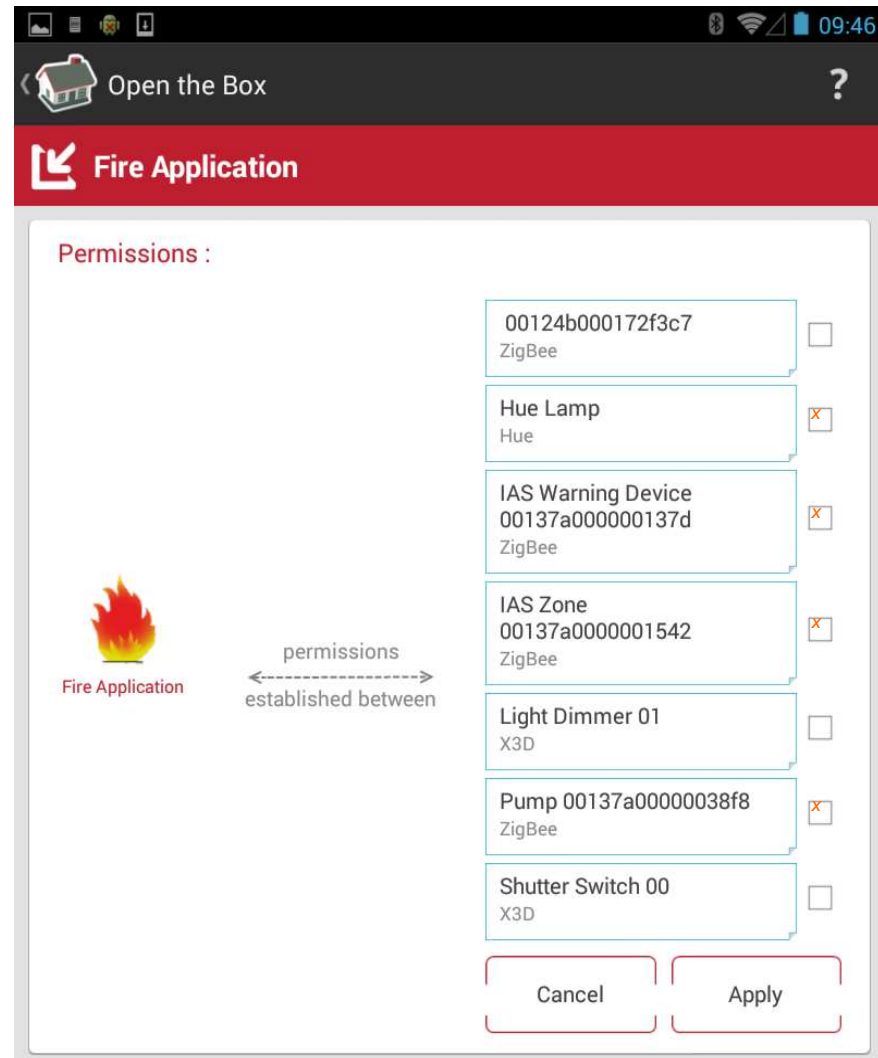 09:46
Open the Box
?
Fire Application
Permissions :
00124b000172f3c7
ZigBee
Hue Lamp
Hue
x
IAS Warning Device
00137a000000137d
ZigBee
x
IAS Zone
00137a0000001542
ZigBee
x
Fire Application
permissions
established between
Light Dimmer 01
X3D
Pump 00137a00000038f8
ZigBee
x
Shutter Switch 00
X3D
Cancel
Apply